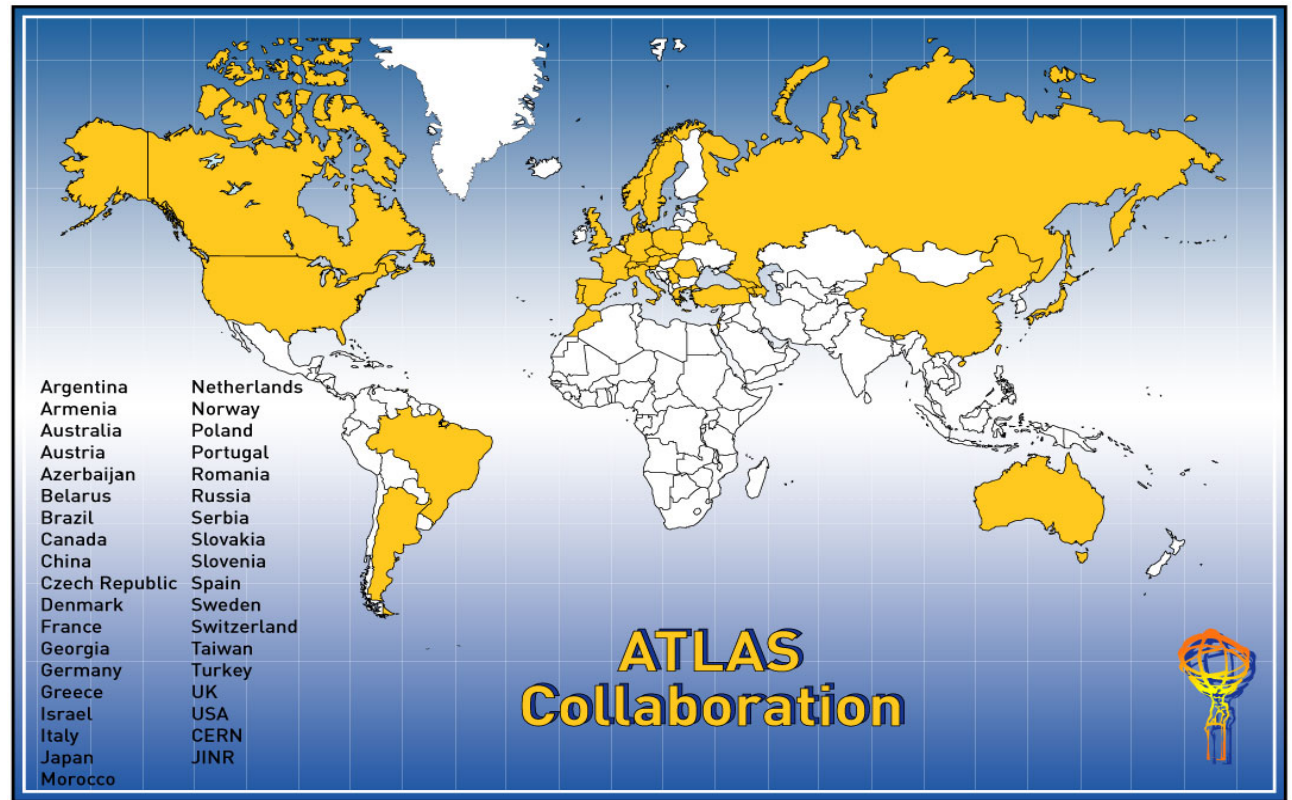 Argentina
Armenia
Australia
Austria
Azerbaijan
Belarus
Brazil
Canada
China
Czech Republic
Denmark
France
Georgia
Germany
Greece
Israel
Italy
Japan
Morocco
Netherlands
Norway
Poland
Portugal
Romania
Russia
Serbia
Slovakia
Slovenia
Spain
Sweden
Switzerland
Taiwan
Turkey
UK
USA
CERN
JINR
ATLAS
Collaboration